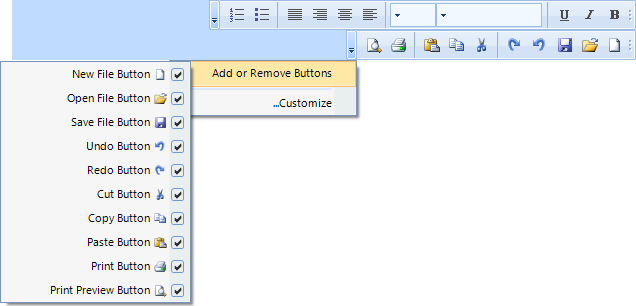 U I B
Add or Remove Buttons
...Customize
New File Button
Open File Button
Save File Button
Undo Button
Redo Button
Cut Button
Copy Button
Paste Button
Print Button
Print Preview Button